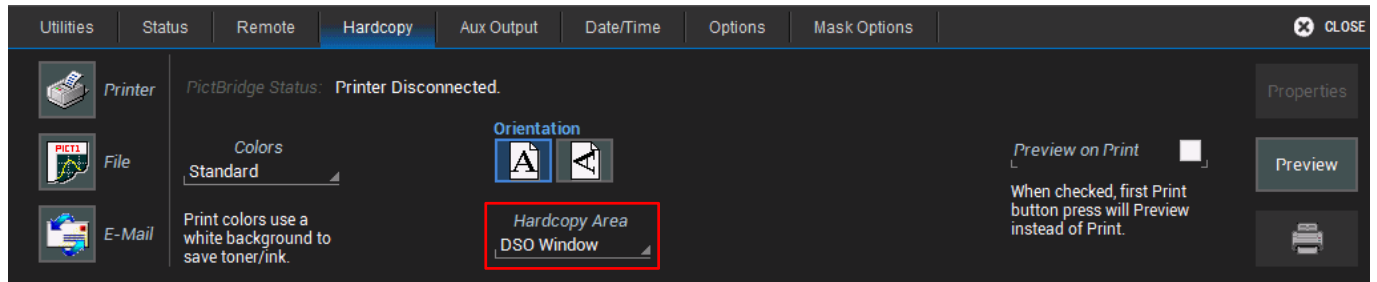 Utilities Status Remote Hardcopy Aux Output Date/Time Options Mask Options CLOSE
Printer
PictBridge Status: Printer Disconnected.
Properties
PICT1
File
Colors
Standard
Orientation
A A
Preview on Print
When checked, first Print
button press will Preview
instead of Print.
Preview
E-Mail
Print colors use a
white background to
save toner/ink.
Hardcopy Area
DSO Window